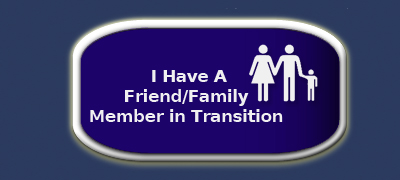 I Have A
Friend/Family
Member in Transition